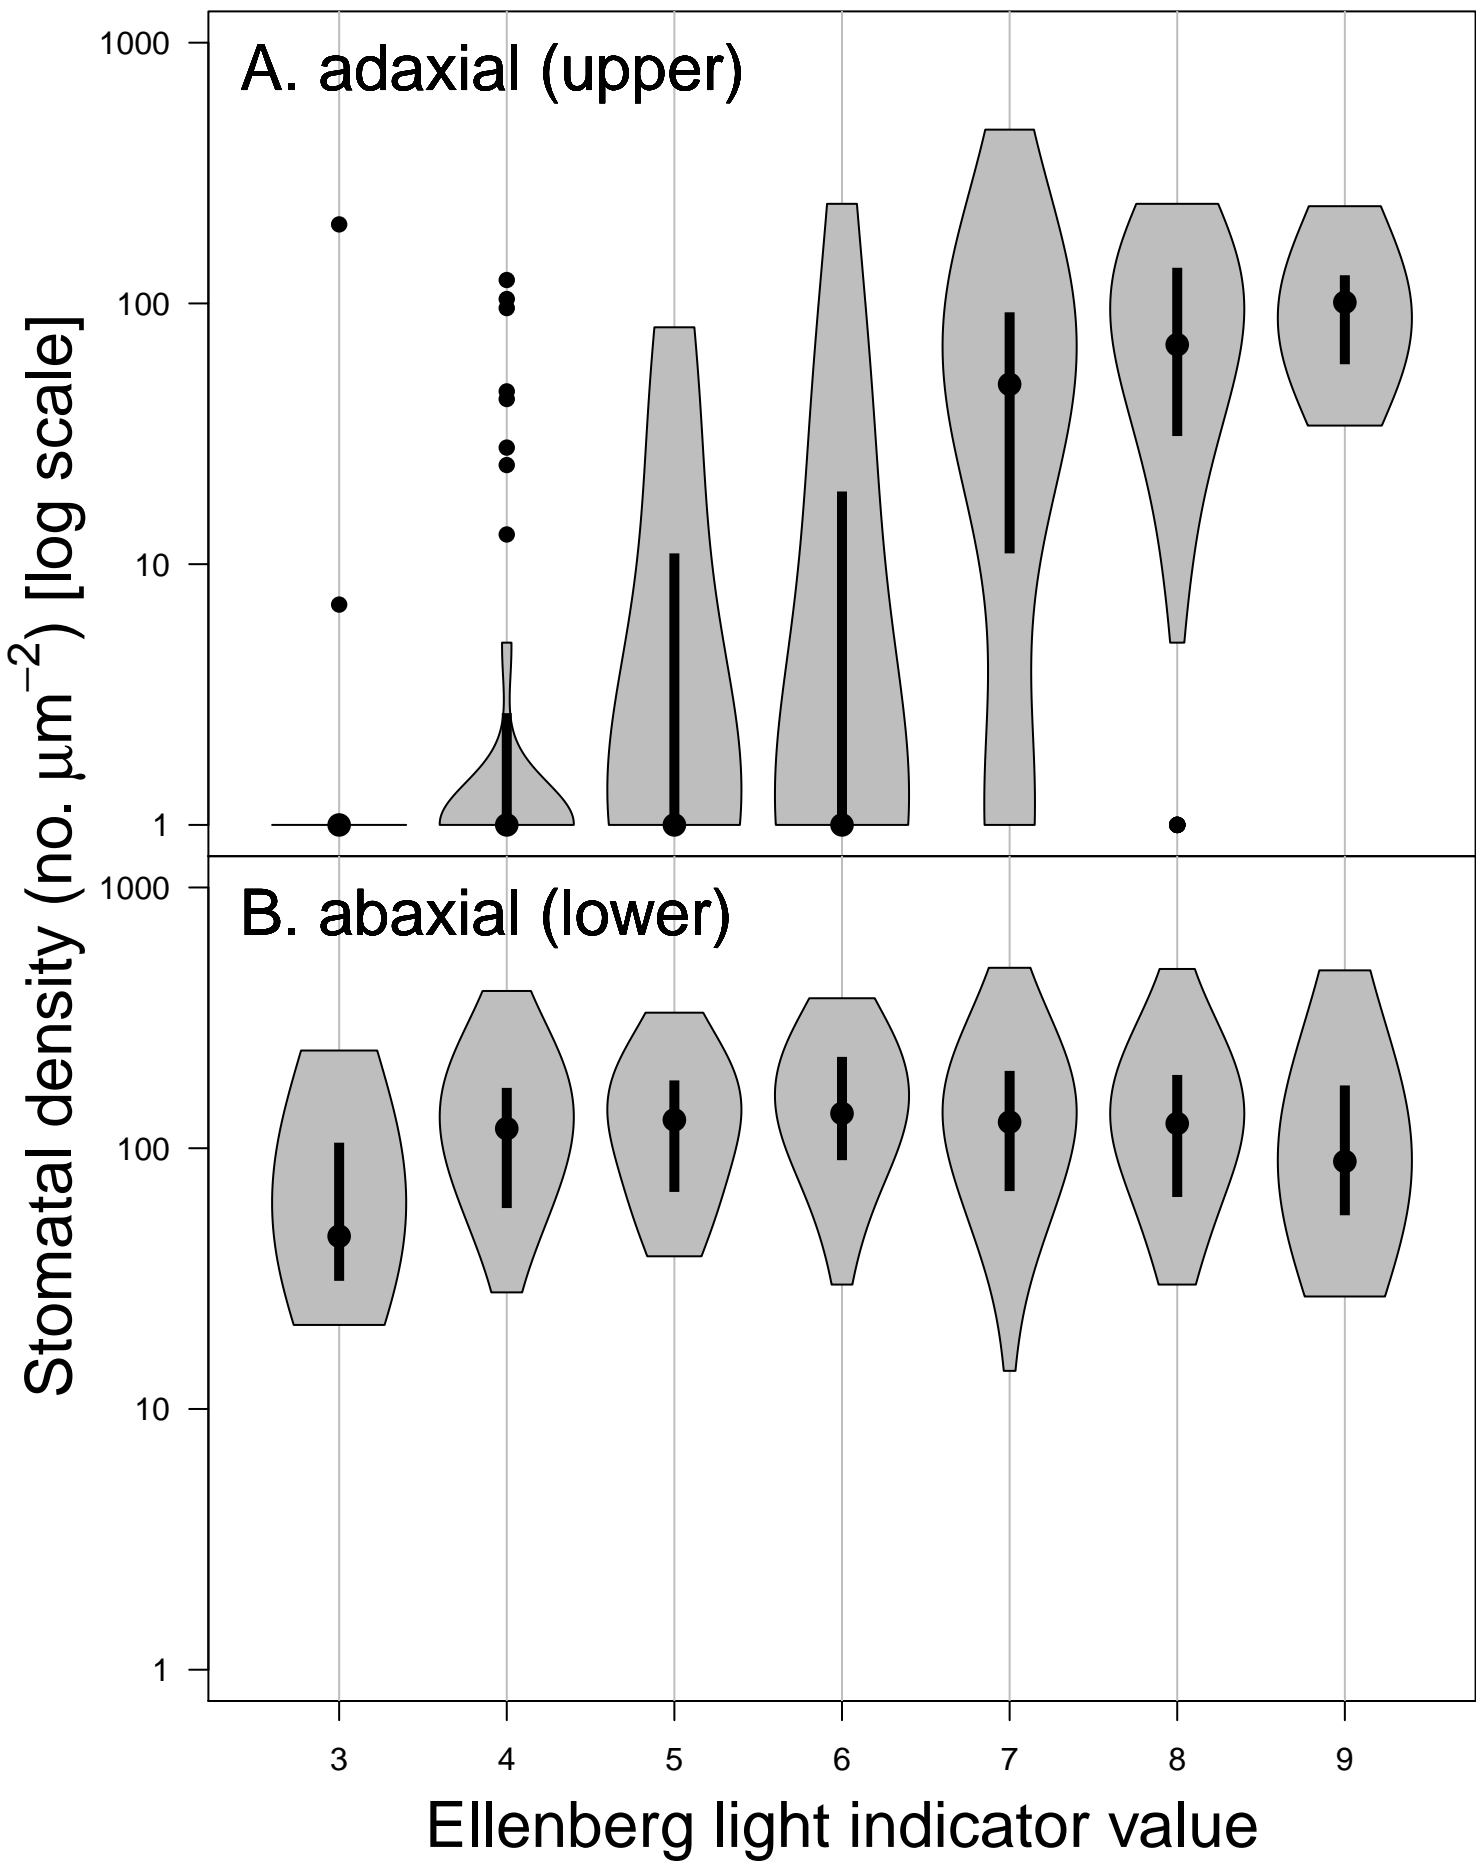 A. adaxial (upper)
1000
100
10
1
B. abaxial (lower)
1000
100
10
1
Stomatal density (no. μm−2) [log scale]
3 4 5 6 7 8 9
Ellenberg light indicator value